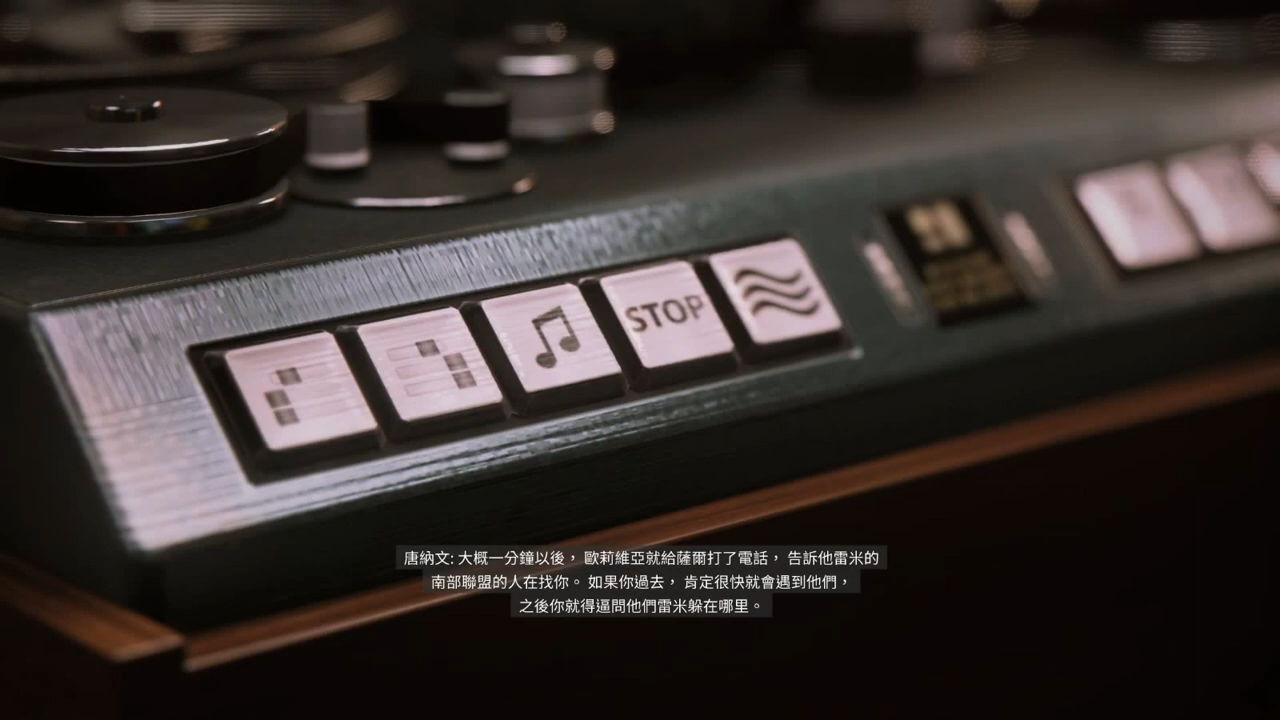 STOP
唐納文: 大概一分鐘以後， 歐莉維亞就給薩爾打了電話， 告訴他雷米的
南部聯盟的人在找你。 如果你過去， 肯定很快就會遇到他們，
之後你就得逼問他們雷米躲在哪里。